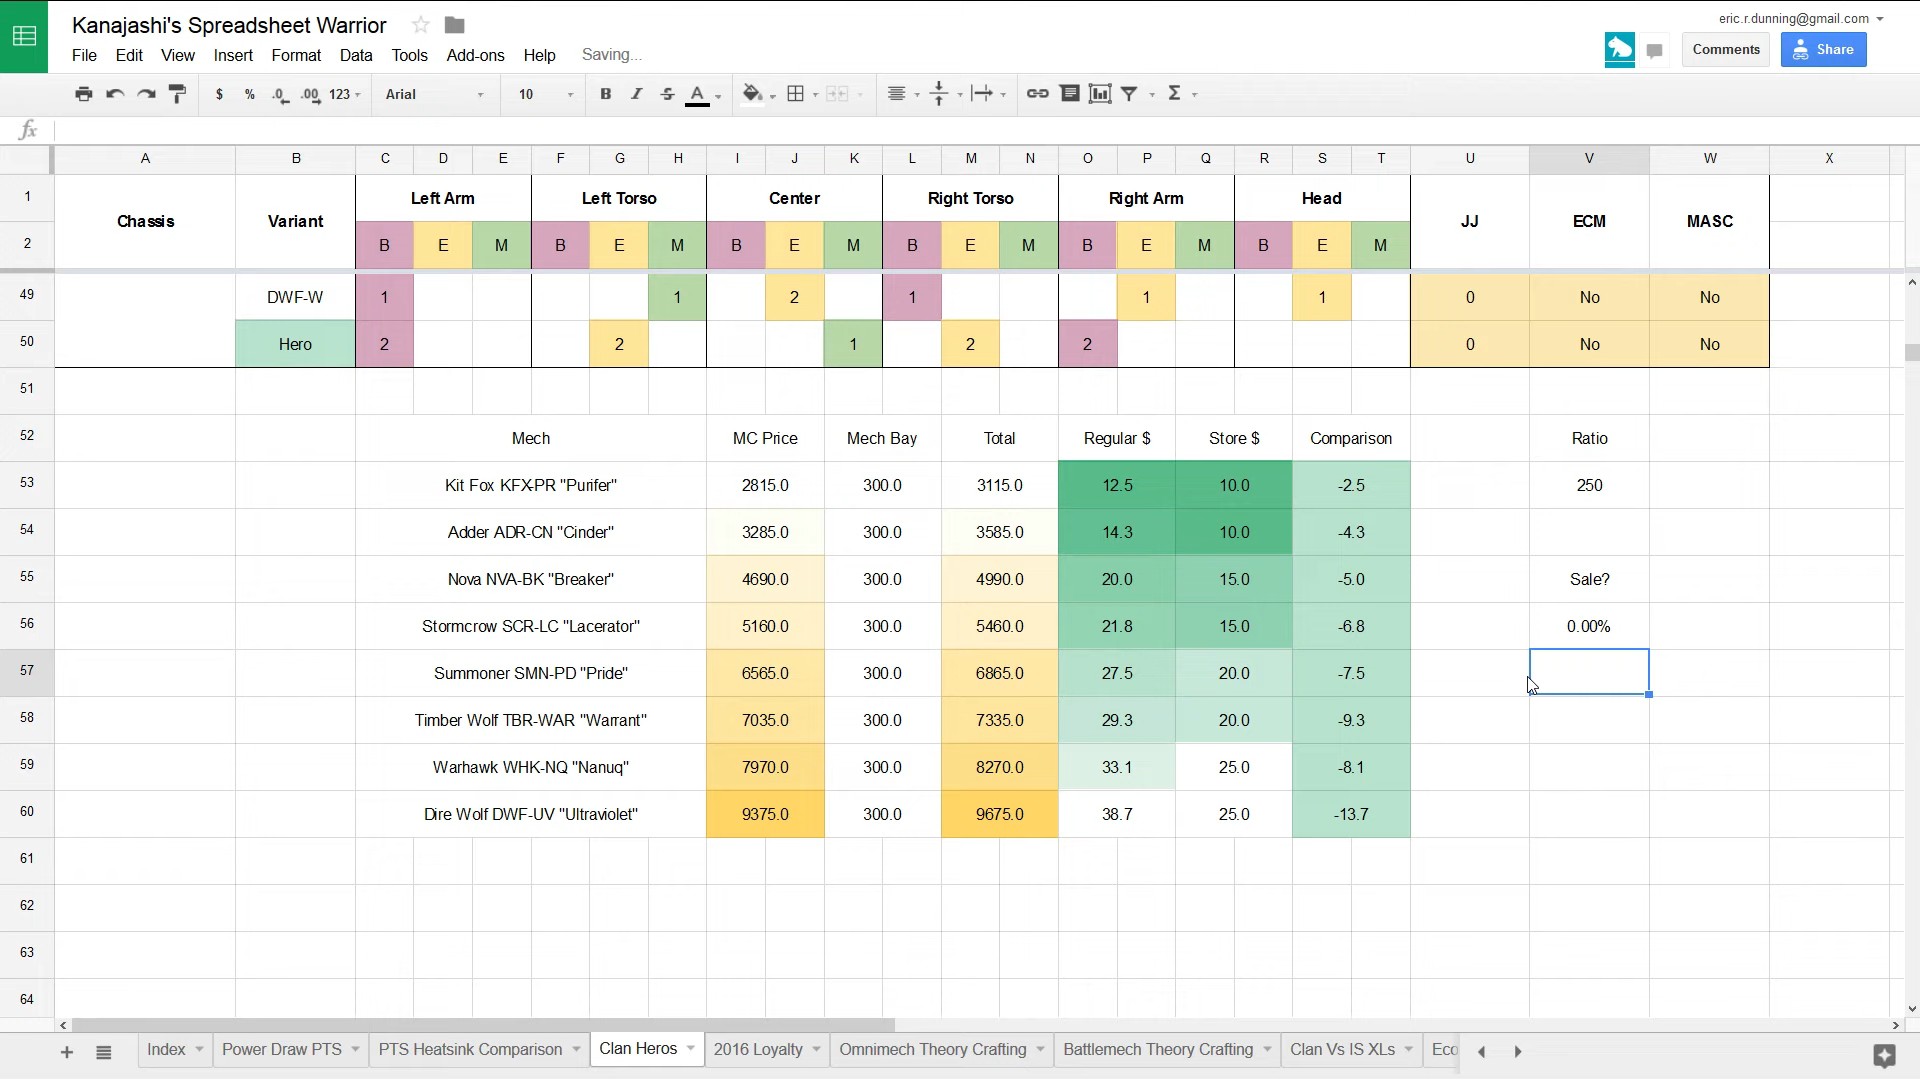 Kanajashi's Spreadsheet Warrior
eric.r.dunning@gmail.com
File Edit View Insert Format Data Tools Add-ons Help Saving...
Comments Share
$ % .0 .00 123 Arial 10 B I S A Σ
fx
A B C D E F G H I J K L M N O P Q R S T U V W X
1 Left Arm Left Torso Center Right Torso Right Arm Head
Chassis Variant JJ ECM MASC
2 B E M B E M B E M B E M B E M B E M
49 DWF-W 1 1 2 1 1 1 0 No No
50 Hero 2 2 1 2 2 0 No No
51
52 Mech MC Price Mech Bay Total Regular $ Store $ Comparison Ratio
53 Kit Fox KFX-PR "Purifer" 2815.0 300.0 3115.0 12.5 10.0 -2.5 250
54 Adder ADR-CN "Cinder" 3285.0 300.0 3585.0 14.3 10.0 -4.3
55 Nova NVA-BK "Breaker" 4690.0 300.0 4990.0 20.0 15.0 -5.0 Sale?
56 Stormcrow SCR-LC "Lacerator" 5160.0 300.0 5460.0 21.8 15.0 -6.8 0.00%
57 Summoner SMN-PD "Pride" 6565.0 300.0 6865.0 27.5 20.0 -7.5
58 Timber Wolf TBR-WAR "Warrant" 7035.0 300.0 7335.0 29.3 20.0 -9.3
59 Warhawk WHK-NQ "Nanuq" 7970.0 300.0 8270.0 33.1 25.0 -8.1
60 Dire Wolf DWF-UV "Ultraviolet" 9375.0 300.0 9675.0 38.7 25.0 -13.7
61
62
63
64
Index Power Draw PTS PTS Heatsink Comparison Clan Heros 2016 Loyalty Omnimech Theory Crafting Battlemech Theory Crafting Clan Vs IS XLs Eco